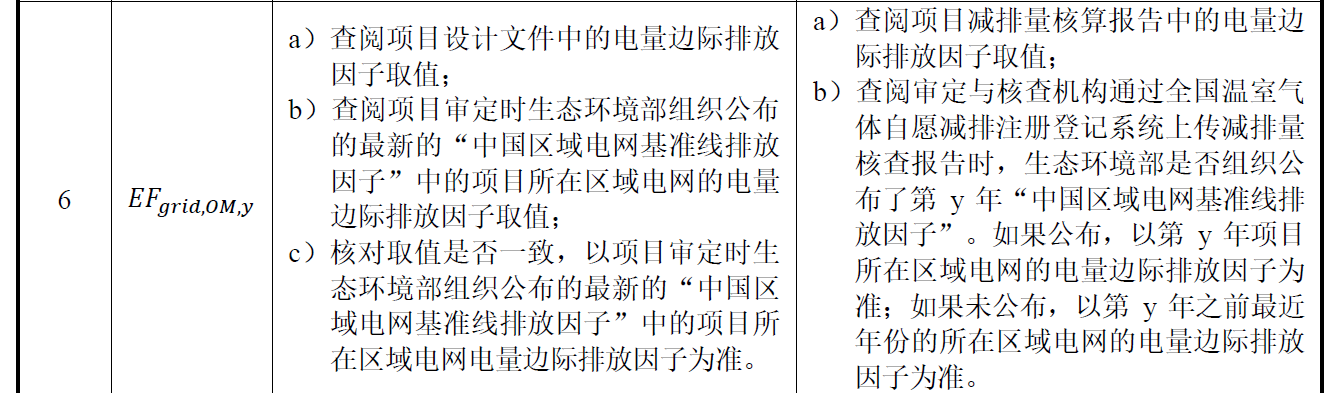 6
EF_grid,OM,y
a）查阅项目设计文件中的电量边际排放
因子取值；
b）查阅项目审定时生态环境部组织公布
的最新的“中国区域电网基准线排放
因子”中的项目所在区域电网的电量
边际排放因子取值；
c）核对取值是否一致，以项目审定时生
态环境部组织公布的最新的“中国区
域电网基准线排放因子”中的项目所
在区域电网电量边际排放因子为准。
a）查阅项目减排量核算报告中的电量边
际排放因子取值；
b）查阅审定与核查机构通过全国温室气
体自愿减排注册登记系统上传减排量
核查报告时，生态环境部是否组织公
布了第 y 年“中国区域电网基准线排
放因子”。如果公布，以第 y 年项目
所在区域电网的电量边际排放因子为
准；如果未公布，以第 y 年之前最近
年份的所在区域电网的电量边际排放
因子为准。